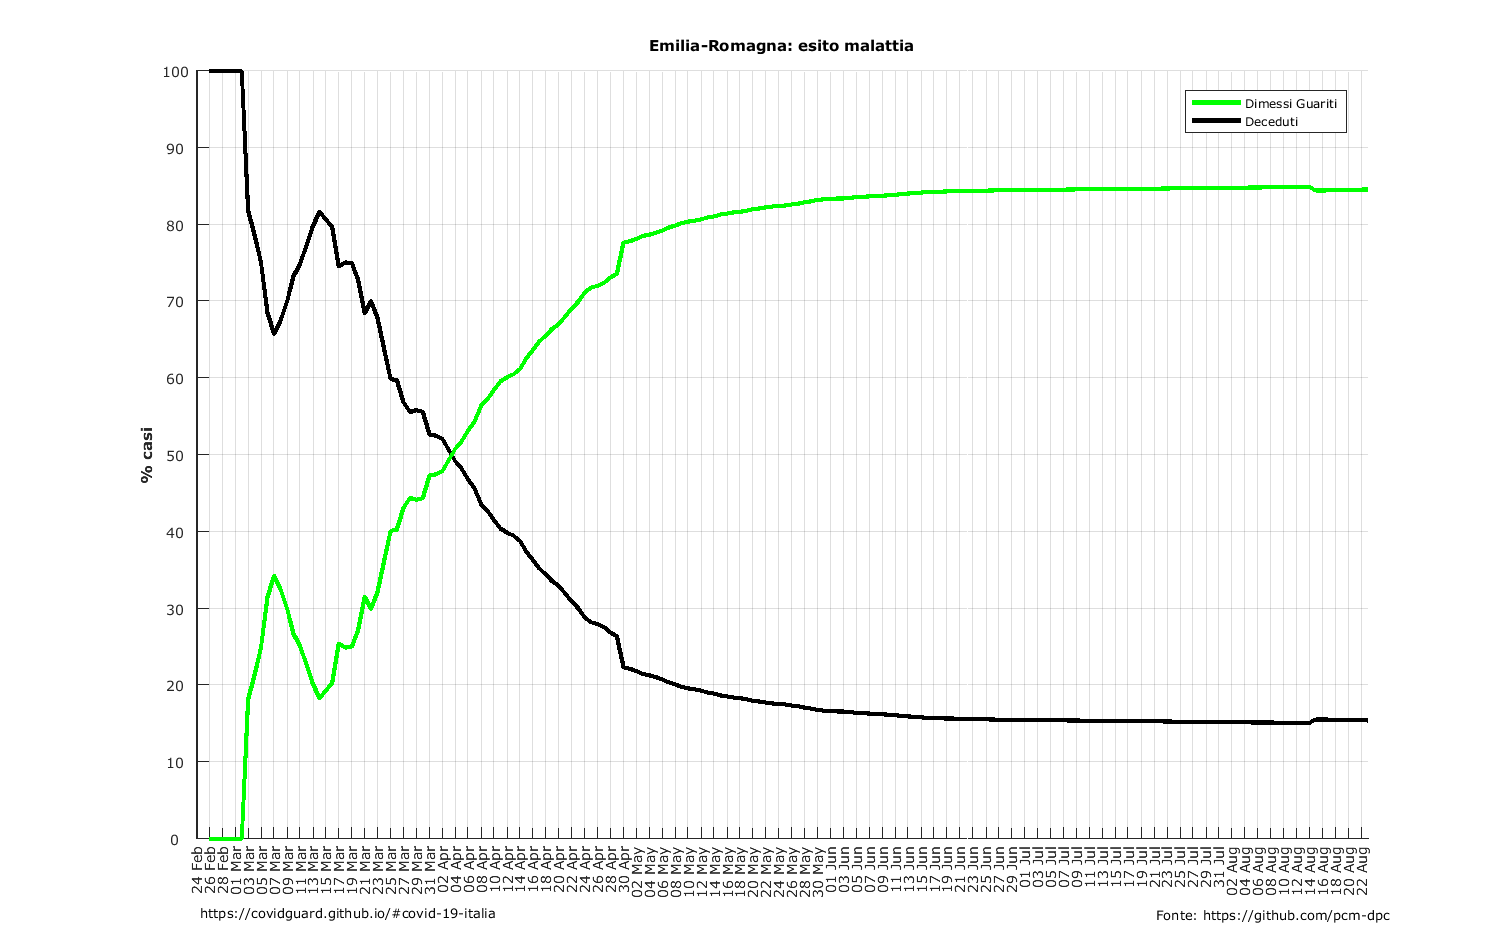 Emilia-Romagna: esito malattia
Dimessi Guariti
Deceduti
% casi
100
90
80
70
60
50
40
30
20
10
0
24 Feb
26 Feb
28 Feb
01 Mar
03 Mar
05 Mar
07 Mar
09 Mar
11 Mar
13 Mar
15 Mar
17 Mar
19 Mar
21 Mar
23 Mar
25 Mar
27 Mar
29 Mar
31 Mar
02 Apr
04 Apr
06 Apr
08 Apr
10 Apr
12 Apr
14 Apr
16 Apr
18 Apr
20 Apr
22 Apr
24 Apr
26 Apr
28 Apr
30 Apr
02 May
04 May
06 May
08 May
10 May
12 May
14 May
16 May
18 May
20 May
22 May
24 May
26 May
28 May
30 May
01 Jun
03 Jun
05 Jun
07 Jun
09 Jun
11 Jun
13 Jun
15 Jun
17 Jun
19 Jun
21 Jun
23 Jun
25 Jun
27 Jun
29 Jun
01 Jul
03 Jul
05 Jul
07 Jul
09 Jul
11 Jul
13 Jul
15 Jul
17 Jul
19 Jul
21 Jul
23 Jul
25 Jul
27 Jul
29 Jul
31 Jul
02 Aug
04 Aug
06 Aug
08 Aug
10 Aug
12 Aug
14 Aug
16 Aug
18 Aug
20 Aug
22 Aug
https://covidguard.github.io/#covid-19-italia
Fonte: https://github.com/pcm-dpc